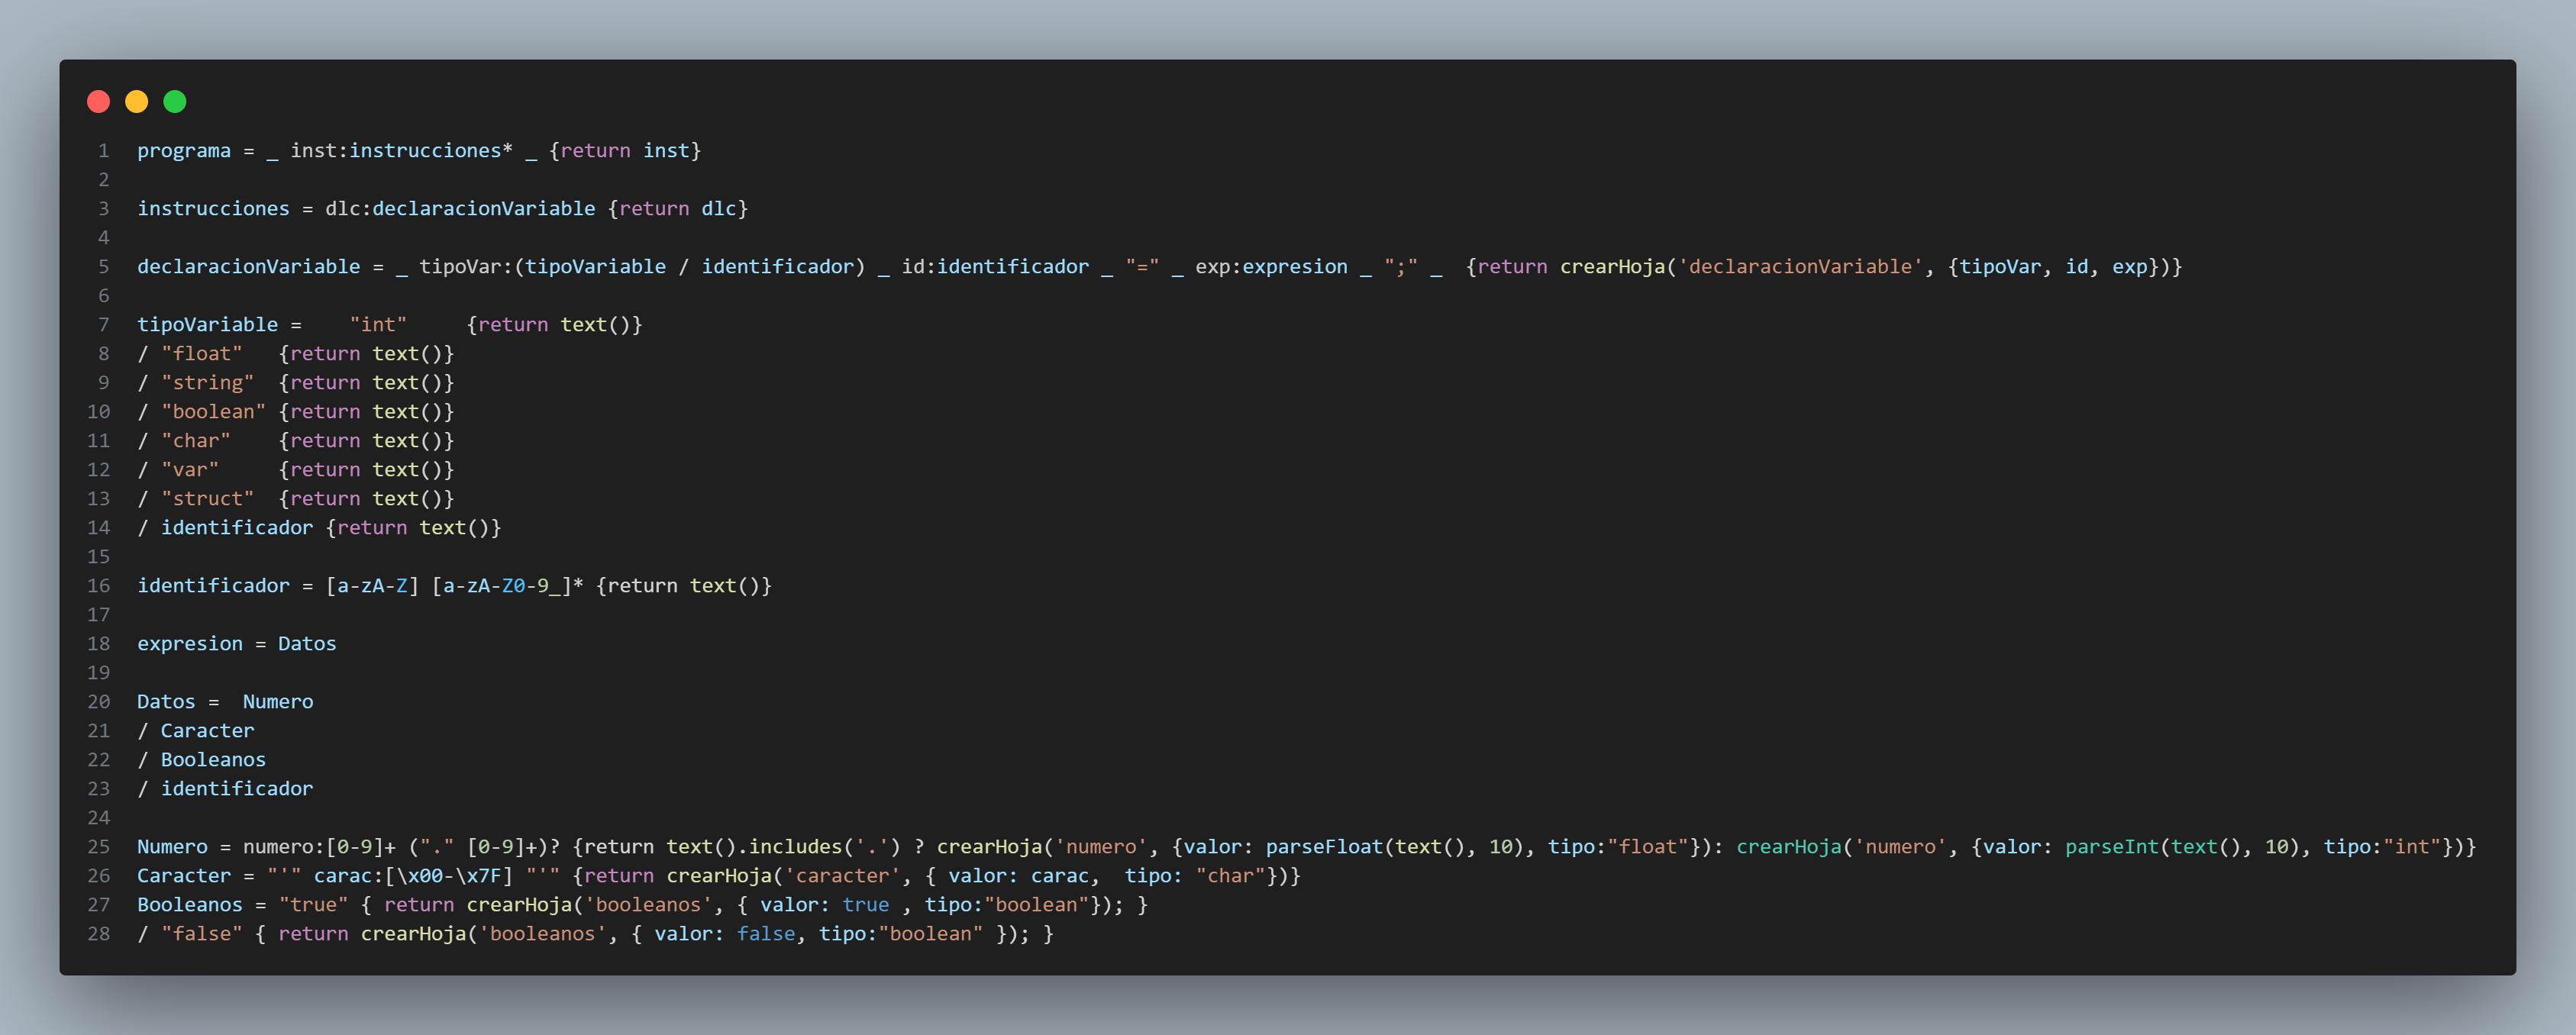 1 programa = _ inst:instrucciones* _ {return inst}
2
3 instrucciones = dlc:declaracionVariable {return dlc}
4
5 declaracionVariable = _ tipoVar:(tipoVariable / identificador) _ id:identificador _ "=" _ exp:expresion _ ";" _  {return crearHoja('declaracionVariable', {tipoVar, id, exp})}
6
7 tipoVariable =    "int"     {return text()}
8 / "float"   {return text()}
9 / "string"  {return text()}
10 / "boolean" {return text()}
11 / "char"    {return text()}
12 / "var"     {return text()}
13 / "struct"  {return text()}
14 / identificador {return text()}
15
16 identificador = [a-zA-Z] [a-zA-Z0-9_]* {return text()}
17
18 expresion = Datos
19
20 Datos =  Numero
21 / Caracter
22 / Booleanos
23 / identificador
24
25 Numero = numero:[0-9]+ ("." [0-9]+)? {return text().includes('.') ? crearHoja('numero', {valor: parseFloat(text(), 10), tipo:"float"}): crearHoja('numero', {valor: parseInt(text(), 10), tipo:"int"})}
26 Caracter = "'" carac:[\x00-\x7F] "'" {return crearHoja('caracter', { valor: carac,  tipo: "char"})}
27 Booleanos = "true" { return crearHoja('booleanos', { valor: true , tipo:"boolean"}); }
28 / "false" { return crearHoja('booleanos', { valor: false, tipo:"boolean" }); }